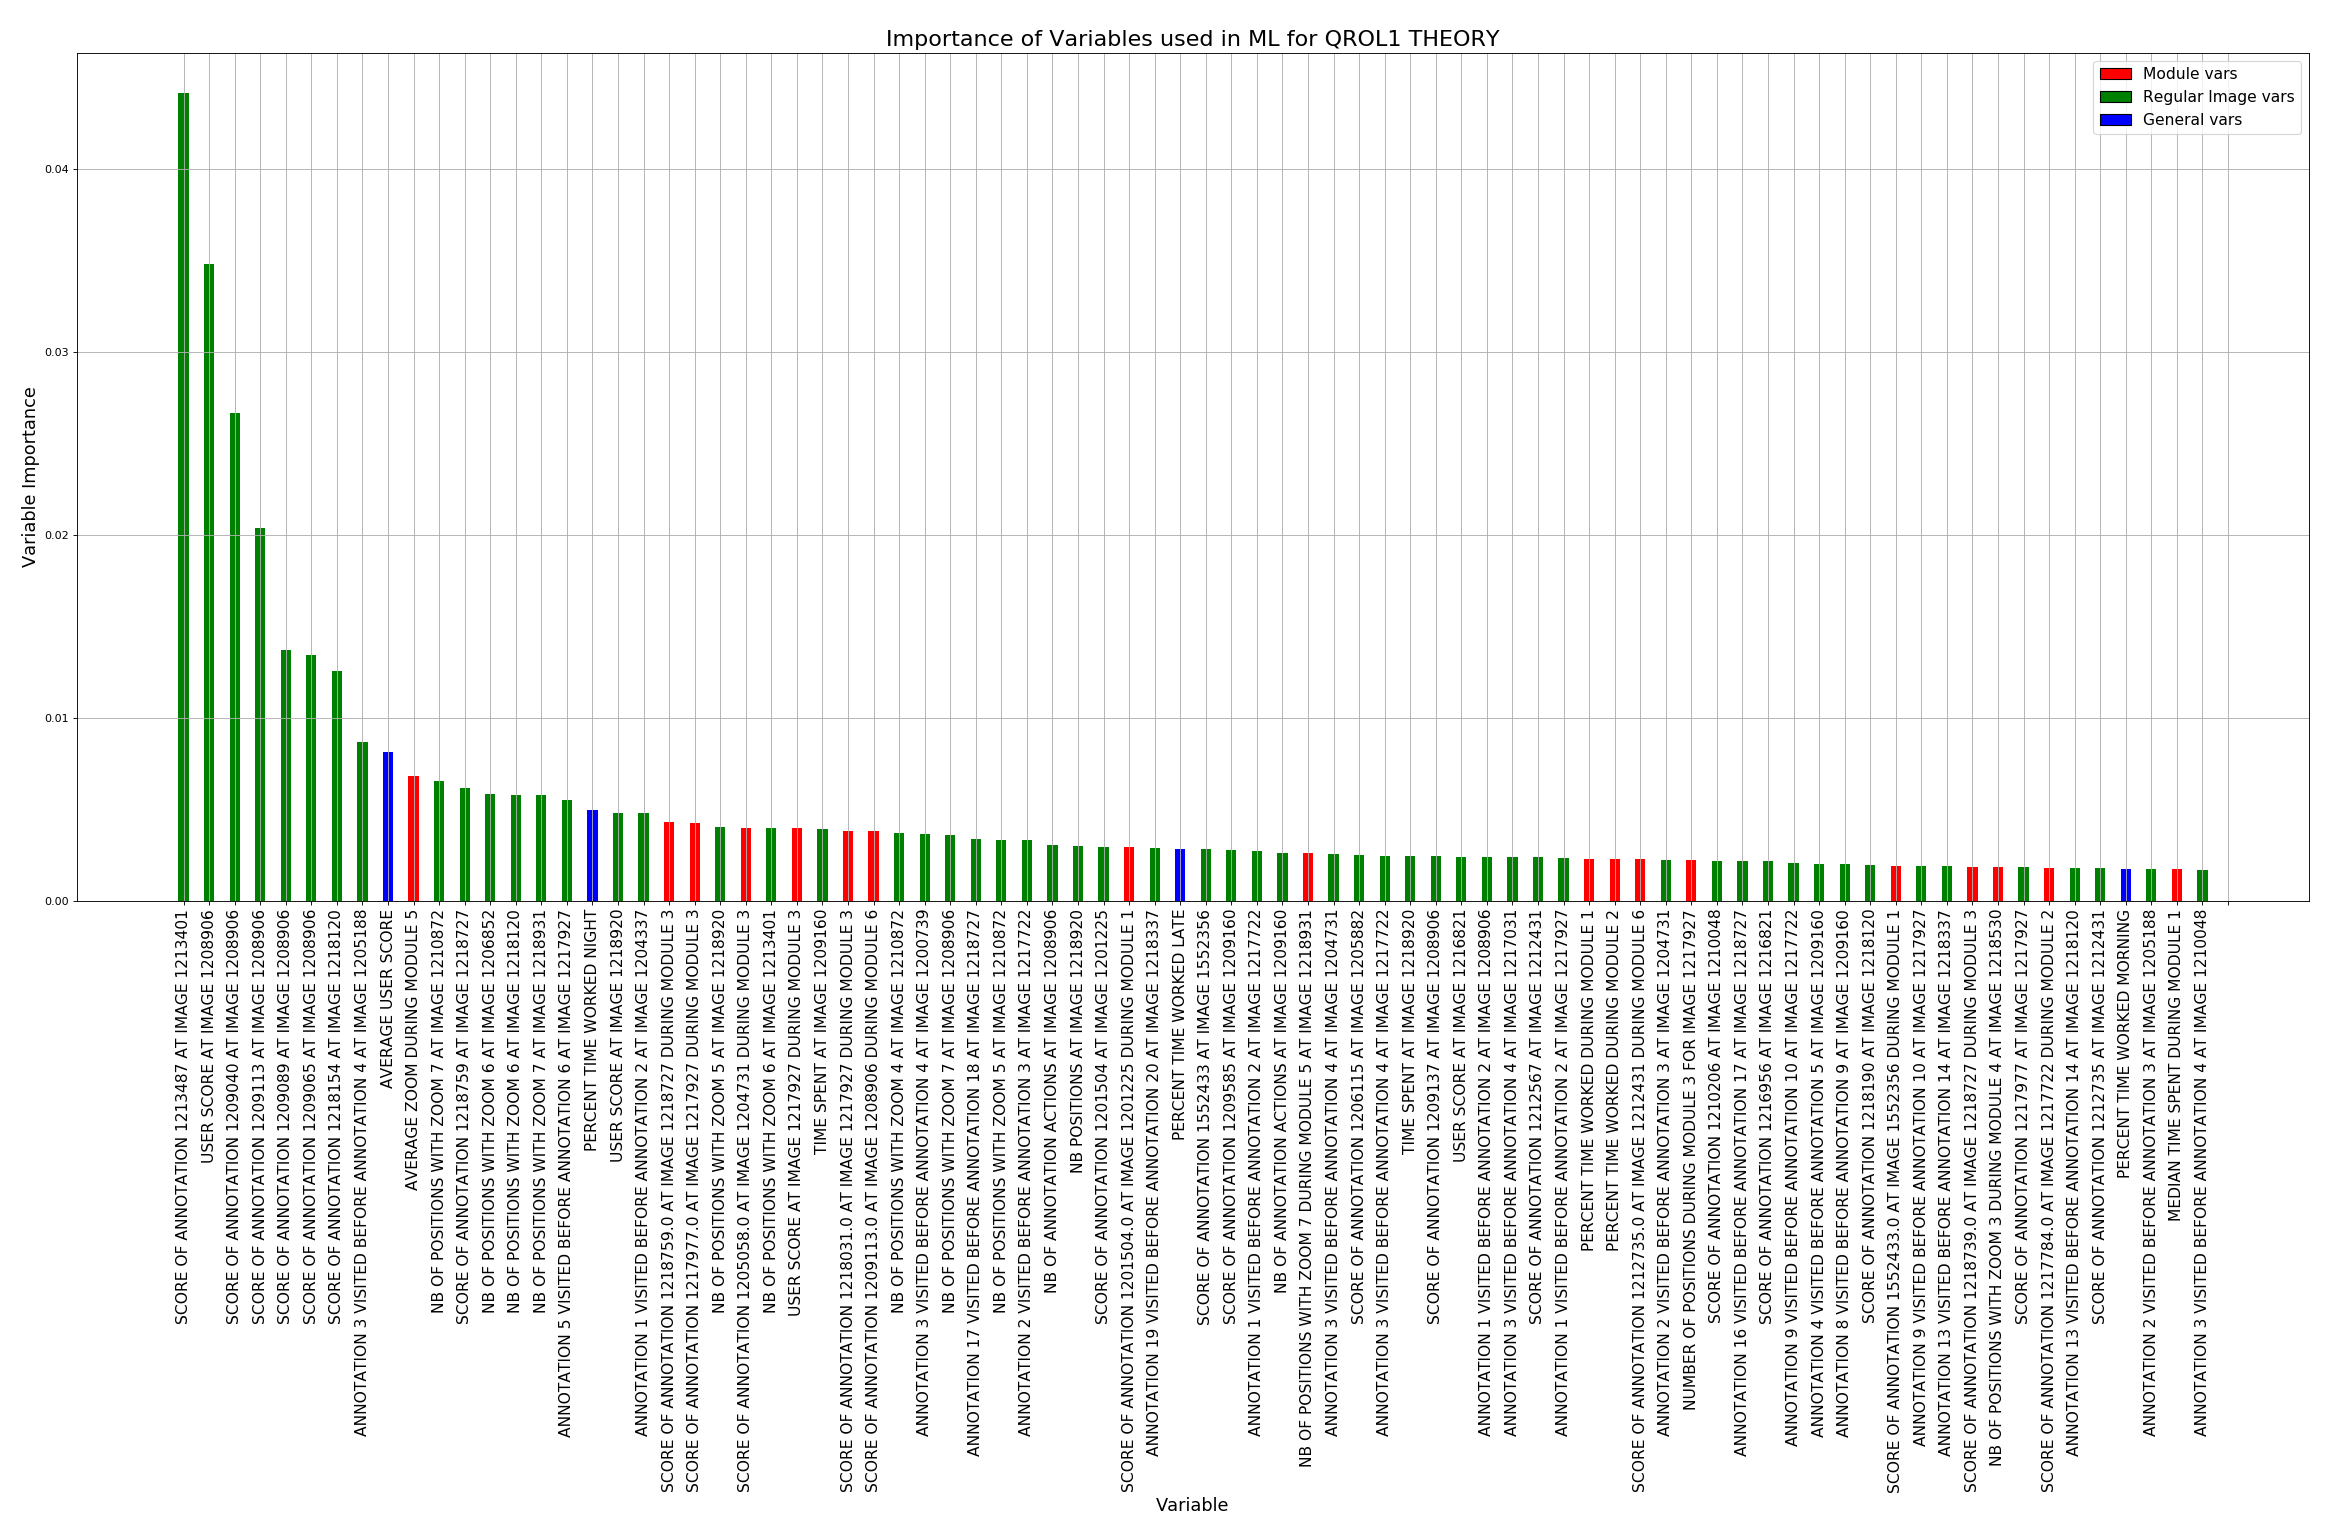 Importance of Variables used in ML for QROL1 THEORY
Module vars
Regular Image vars
General vars
Variable Importance
0.04
0.03
0.02
0.01
0.00
SCORE OF ANNOTATION 1213487 AT IMAGE 1213401
USER SCORE AT IMAGE 1208906
SCORE OF ANNOTATION 1209040 AT IMAGE 1208906
SCORE OF ANNOTATION 1209113 AT IMAGE 1208906
SCORE OF ANNOTATION 1209089 AT IMAGE 1208906
SCORE OF ANNOTATION 1209065 AT IMAGE 1208906
SCORE OF ANNOTATION 1218154 AT IMAGE 1218120
ANNOTATION 3 VISITED BEFORE ANNOTATION 4 AT IMAGE 1205188
AVERAGE USER SCORE
AVERAGE ZOOM DURING MODULE 5
NB OF POSITIONS WITH ZOOM 7 AT IMAGE 1210872
SCORE OF ANNOTATION 1218759 AT IMAGE 1218727
NB OF POSITIONS WITH ZOOM 6 AT IMAGE 1206852
NB OF POSITIONS WITH ZOOM 6 AT IMAGE 1218120
NB OF POSITIONS WITH ZOOM 7 AT IMAGE 1218931
ANNOTATION 5 VISITED BEFORE ANNOTATION 6 AT IMAGE 1217927
PERCENT TIME WORKED NIGHT
USER SCORE AT IMAGE 1218920
ANNOTATION 1 VISITED BEFORE ANNOTATION 2 AT IMAGE 1204337
SCORE OF ANNOTATION 1218759.0 AT IMAGE 1218727 DURING MODULE 3
SCORE OF ANNOTATION 1217977.0 AT IMAGE 1217927 DURING MODULE 3
NB OF POSITIONS WITH ZOOM 5 AT IMAGE 1218920
SCORE OF ANNOTATION 1205058.0 AT IMAGE 1204731 DURING MODULE 3
NB OF POSITIONS WITH ZOOM 6 AT IMAGE 1213401
USER SCORE AT IMAGE 1217927 DURING MODULE 3
TIME SPENT AT IMAGE 1209160
SCORE OF ANNOTATION 1218031.0 AT IMAGE 1217927 DURING MODULE 3
SCORE OF ANNOTATION 1209113.0 AT IMAGE 1208906 DURING MODULE 6
NB OF POSITIONS WITH ZOOM 4 AT IMAGE 1210872
ANNOTATION 3 VISITED BEFORE ANNOTATION 4 AT IMAGE 1200739
NB OF POSITIONS WITH ZOOM 7 AT IMAGE 1208906
ANNOTATION 17 VISITED BEFORE ANNOTATION 18 AT IMAGE 1218727
NB OF POSITIONS WITH ZOOM 5 AT IMAGE 1210872
ANNOTATION 2 VISITED BEFORE ANNOTATION 3 AT IMAGE 1217722
NB OF ANNOTATION ACTIONS AT IMAGE 1208906
NB POSITIONS AT IMAGE 1218920
SCORE OF ANNOTATION 1201504 AT IMAGE 1201225
SCORE OF ANNOTATION 1201504.0 AT IMAGE 1201225 DURING MODULE 1
ANNOTATION 19 VISITED BEFORE ANNOTATION 20 AT IMAGE 1218337
PERCENT TIME WORKED LATE
SCORE OF ANNOTATION 1552433 AT IMAGE 1552356
SCORE OF ANNOTATION 1209585 AT IMAGE 1209160
ANNOTATION 1 VISITED BEFORE ANNOTATION 2 AT IMAGE 1217722
NB OF ANNOTATION ACTIONS AT IMAGE 1209160
NB OF POSITIONS WITH ZOOM 7 DURING MODULE 5 AT IMAGE 1218931
ANNOTATION 3 VISITED BEFORE ANNOTATION 4 AT IMAGE 1204731
SCORE OF ANNOTATION 1206115 AT IMAGE 1205882
ANNOTATION 3 VISITED BEFORE ANNOTATION 4 AT IMAGE 1217722
TIME SPENT AT IMAGE 1218920
SCORE OF ANNOTATION 1209137 AT IMAGE 1208906
USER SCORE AT IMAGE 1216821
ANNOTATION 1 VISITED BEFORE ANNOTATION 2 AT IMAGE 1208906
ANNOTATION 3 VISITED BEFORE ANNOTATION 4 AT IMAGE 1217031
SCORE OF ANNOTATION 1212567 AT IMAGE 1212431
ANNOTATION 1 VISITED BEFORE ANNOTATION 2 AT IMAGE 1217927
PERCENT TIME WORKED DURING MODULE 1
PERCENT TIME WORKED DURING MODULE 2
SCORE OF ANNOTATION 1212735.0 AT IMAGE 1212431 DURING MODULE 6
ANNOTATION 2 VISITED BEFORE ANNOTATION 3 AT IMAGE 1204731
NUMBER OF POSITIONS DURING MODULE 3 FOR IMAGE 1217927
SCORE OF ANNOTATION 1210206 AT IMAGE 1210048
ANNOTATION 16 VISITED BEFORE ANNOTATION 17 AT IMAGE 1218727
SCORE OF ANNOTATION 1216956 AT IMAGE 1216821
ANNOTATION 9 VISITED BEFORE ANNOTATION 10 AT IMAGE 1217722
ANNOTATION 4 VISITED BEFORE ANNOTATION 5 AT IMAGE 1209160
ANNOTATION 8 VISITED BEFORE ANNOTATION 9 AT IMAGE 1209160
SCORE OF ANNOTATION 1218190 AT IMAGE 1218120
SCORE OF ANNOTATION 1552433.0 AT IMAGE 1552356 DURING MODULE 1
ANNOTATION 9 VISITED BEFORE ANNOTATION 10 AT IMAGE 1217927
ANNOTATION 13 VISITED BEFORE ANNOTATION 14 AT IMAGE 1218337
SCORE OF ANNOTATION 1218739.0 AT IMAGE 1218727 DURING MODULE 3
NB OF POSITIONS WITH ZOOM 3 DURING MODULE 4 AT IMAGE 1218530
SCORE OF ANNOTATION 1217977 AT IMAGE 1217927
SCORE OF ANNOTATION 1217784.0 AT IMAGE 1217722 DURING MODULE 2
ANNOTATION 13 VISITED BEFORE ANNOTATION 14 AT IMAGE 1218120
SCORE OF ANNOTATION 1212735 AT IMAGE 1212431
PERCENT TIME WORKED MORNING
ANNOTATION 2 VISITED BEFORE ANNOTATION 3 AT IMAGE 1205188
MEDIAN TIME SPENT DURING MODULE 1
ANNOTATION 3 VISITED BEFORE ANNOTATION 4 AT IMAGE 1210048
Variable